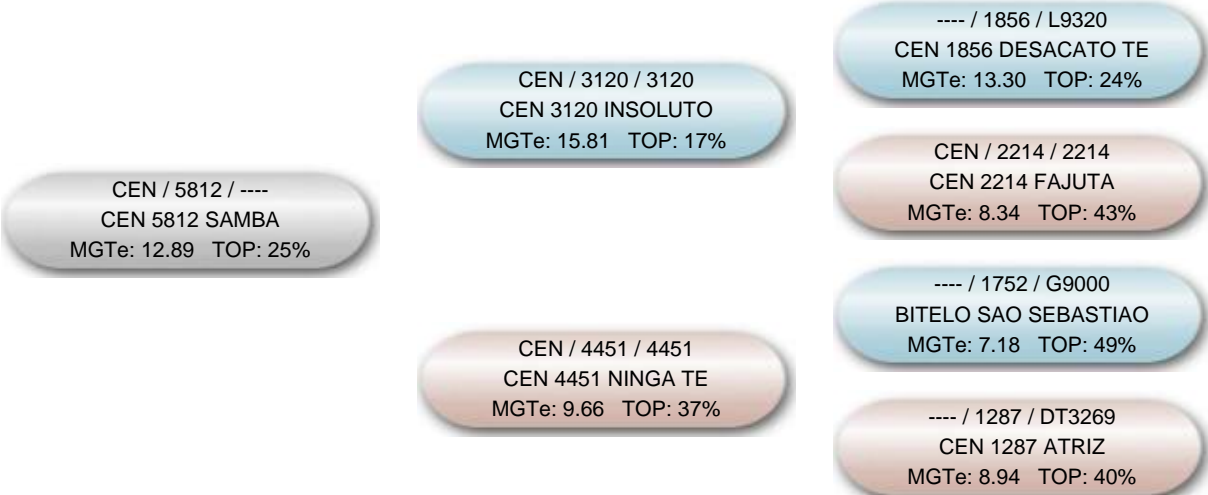 ---- / 1856 / L9320
CEN 1856 DESACATO TE
MGTe: 13.30 TOP: 24%
CEN / 3120 / 3120
CEN 3120 INSOLUTO
MGTe: 15.81 TOP: 17%
CEN / 2214 / 2214
CEN 2214 FAJUTA
MGTe: 8.34 TOP: 43%
CEN / 5812 / ----
CEN 5812 SAMBA
MGTe: 12.89 TOP: 25%
---- / 1752 / G9000
BITELO SAO SEBASTIAO
MGTe: 7.18 TOP: 49%
CEN / 4451 / 4451
CEN 4451 NINGA TE
MGTe: 9.66 TOP: 37%
---- / 1287 / DT3269
CEN 1287 ATRIZ
MGTe: 8.94 TOP: 40%